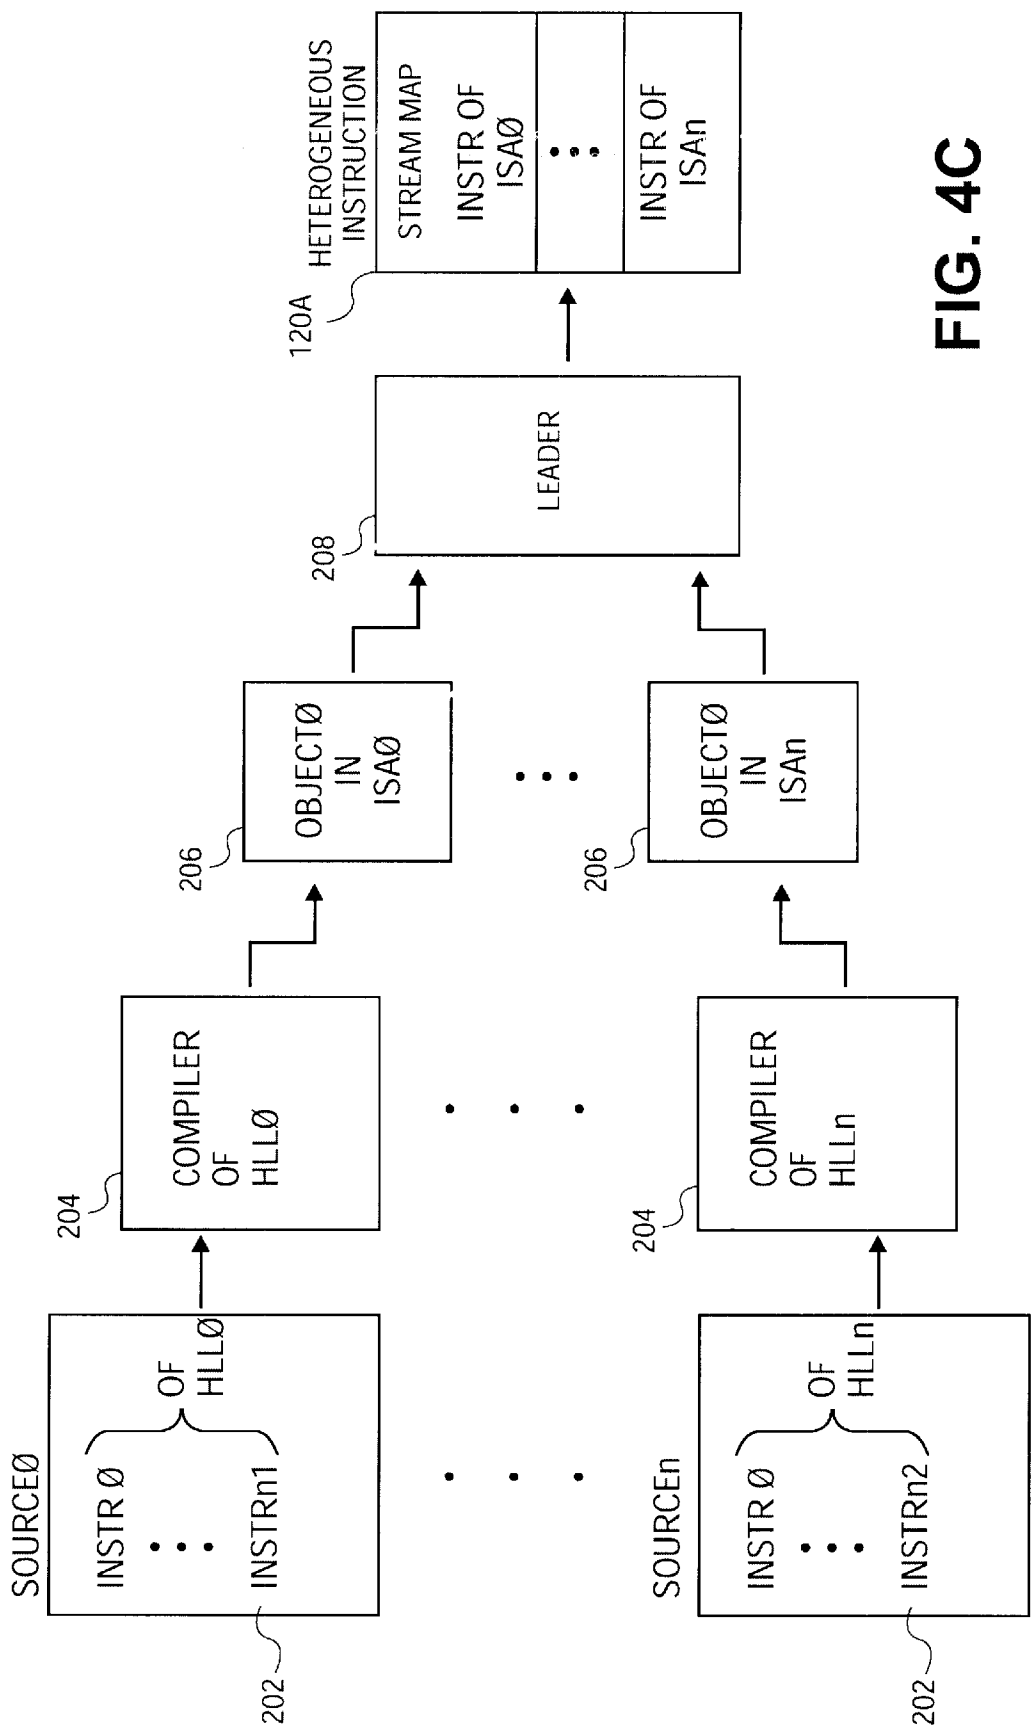 SOURCEØ
INSTR Ø
INSTRn1
OF
HLLØ
202
204
COMPILER
OF
HLLØ
206
OBJECTØ
IN
ISAØ
SOURCEn
INSTR Ø
INSTRn2
OF
HLLn
202
204
COMPILER
OF
HLLn
206
OBJECTØ
IN
ISAn
208
LEADER
120A
HETEROGENEOUS
INSTRUCTION
STREAM MAP
INSTR OF
ISAØ
INSTR OF
ISAn
FIG. 4C